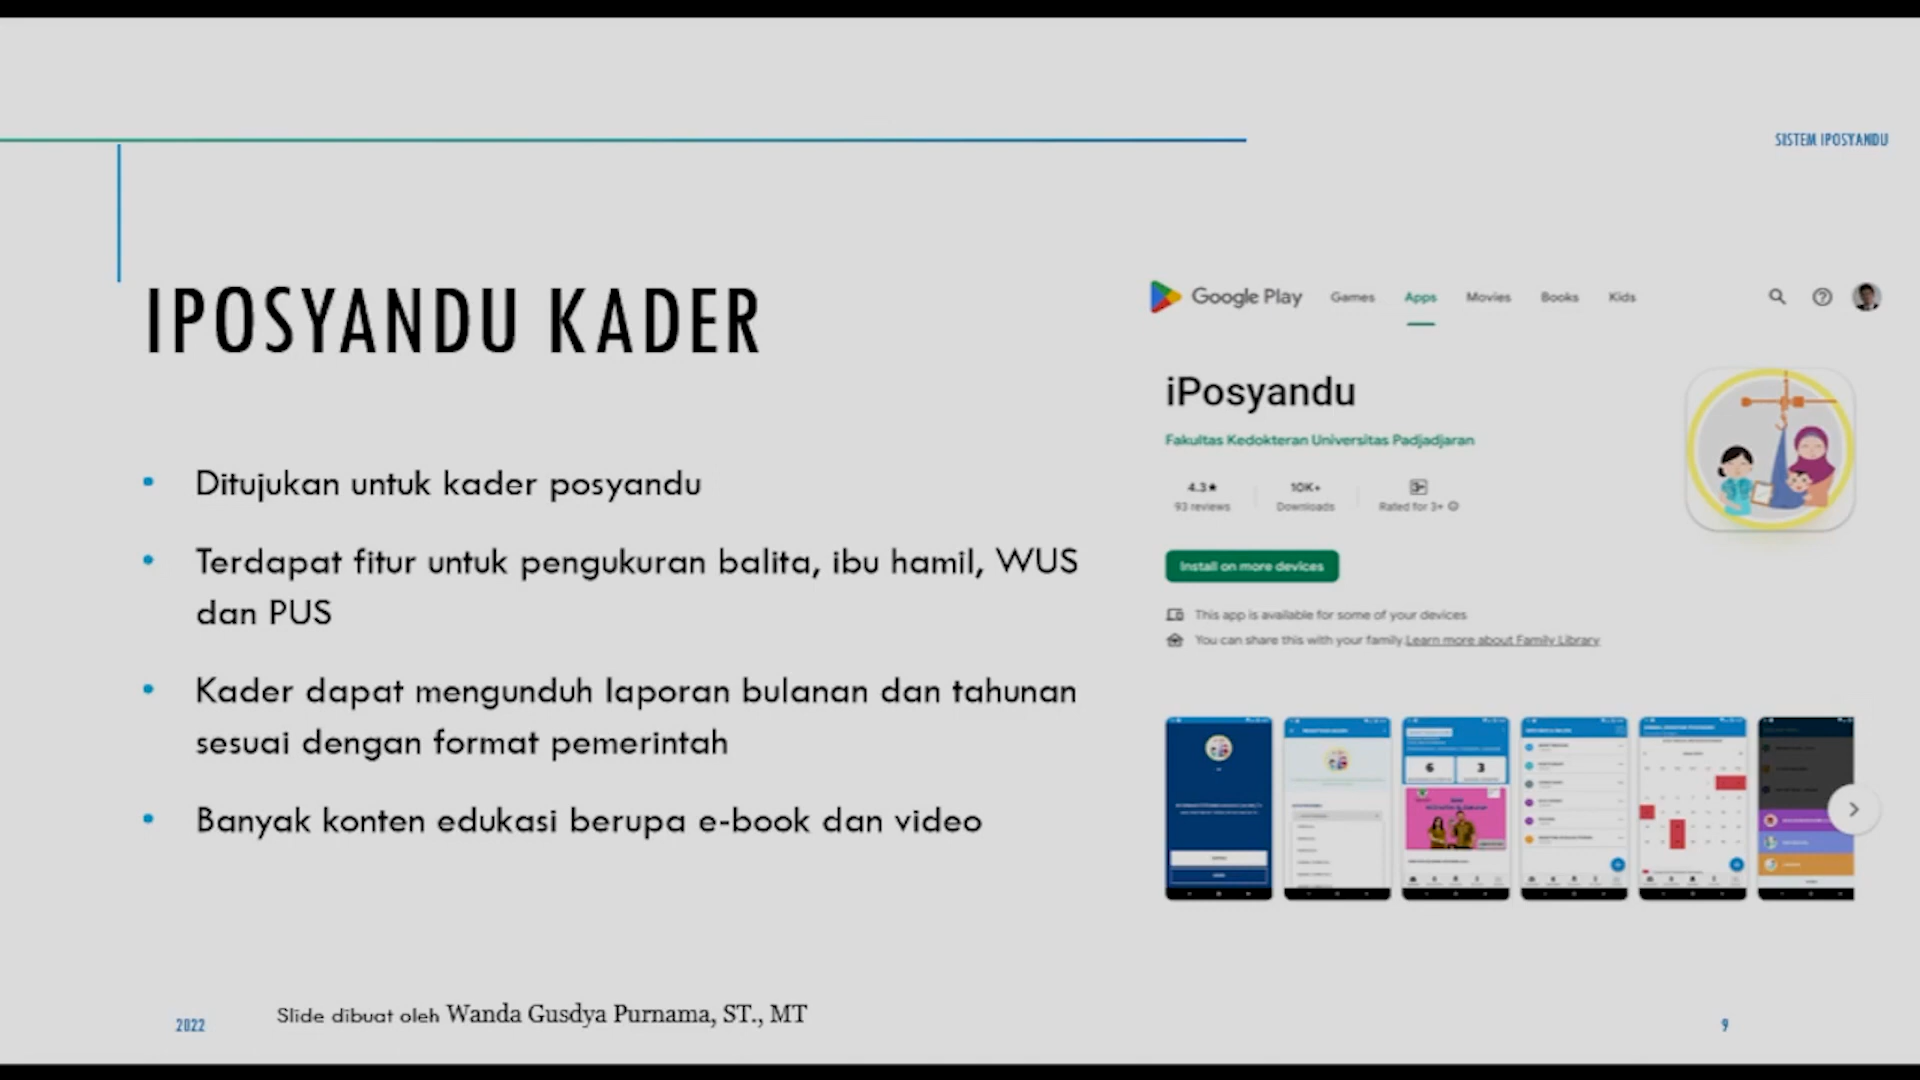 SISTEM IPOSYANDU
IPOSYANDU KADER
• Ditujukan untuk kader posyandu
• Terdapat fitur untuk pengukuran balita, ibu hamil, WUS
dan PUS
• Kader dapat mengunduh laporan bulanan dan tahunan
sesuai dengan format pemerintah
• Banyak konten edukasi berupa e-book dan video
Google Play Games Apps Movies Books Kids
iPosyandu
Fakultas Kedokteran Universitas Padjadjaran
4.3★ 10K+ 3+
93 reviews Downloads Rated for 3+
Install on more devices
This app is available for some of your devices
You can share this with your family. Learn more about Family Library
6 3
2022 Slide dibuat oleh Wanda Gusdya Purnama, ST., MT 9